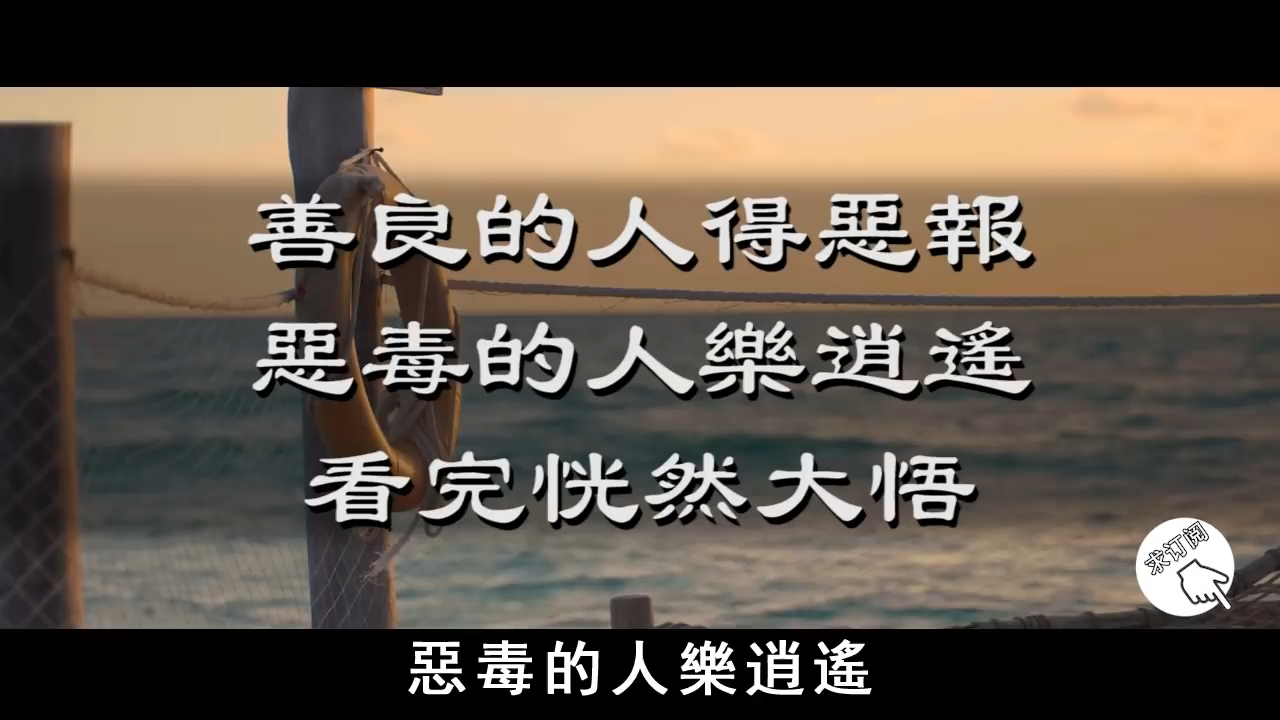 善良的人得惡報
惡毒的人樂逍遙
看完恍然大悟
求订阅
惡毒的人樂逍遙